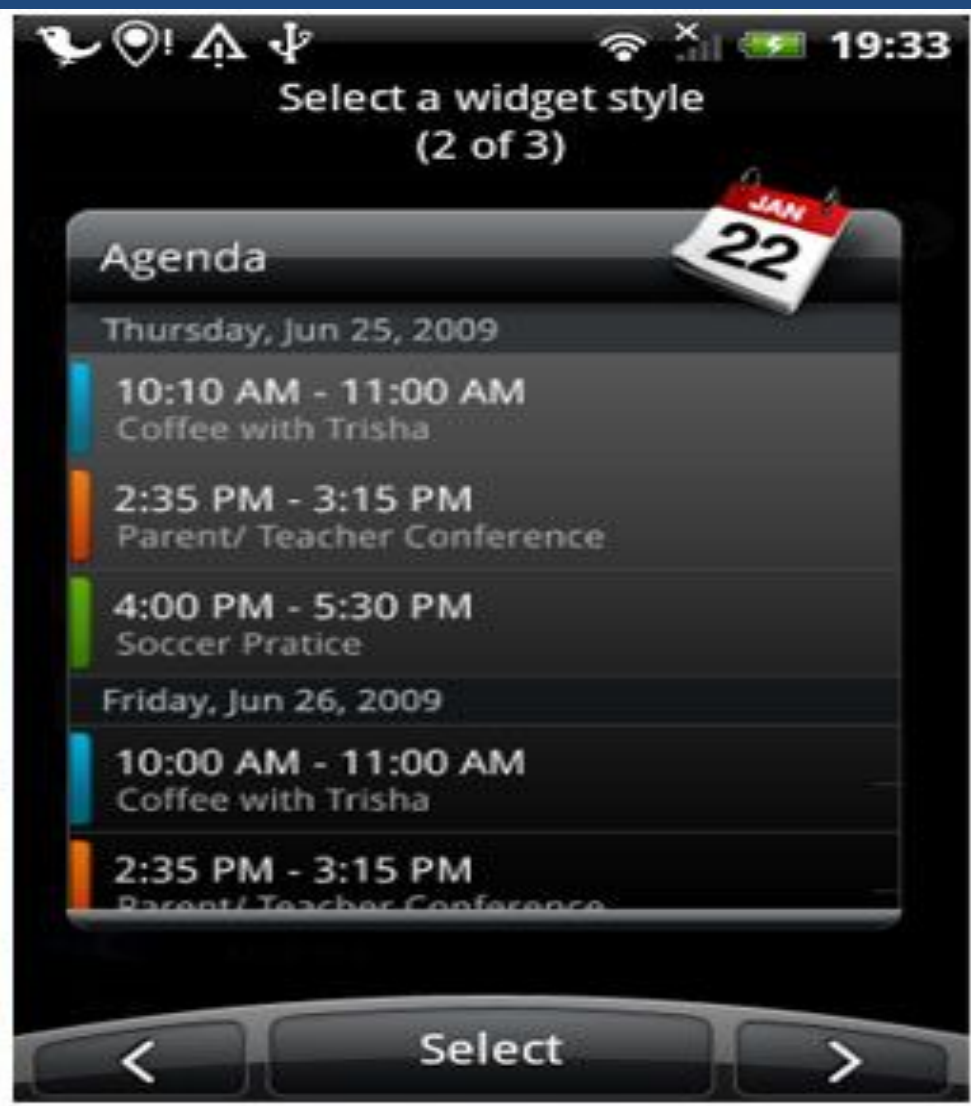 19:33
Select a widget style
(2 of 3)
JAN
22
Agenda
Thursday, Jun 25, 2009
10:10 AM - 11:00 AM
Coffee with Trisha
2:35 PM - 3:15 PM
Parent/ Teacher Conference
4:00 PM - 5:30 PM
Soccer Pratice
Friday, Jun 26, 2009
10:00 AM - 11:00 AM
Coffee with Trisha
2:35 PM - 3:15 PM
Parent/ Teacher Conference
< Select >